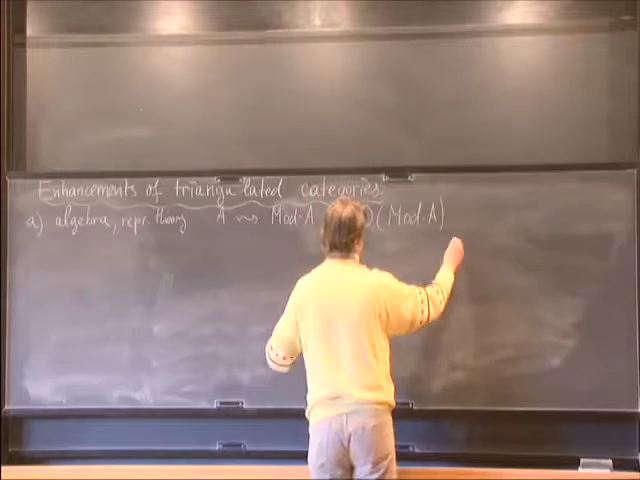 Enhancements of triangulated categories.
a) algebra, repr. theory A ⇝ Mod-A D(Mod-A)